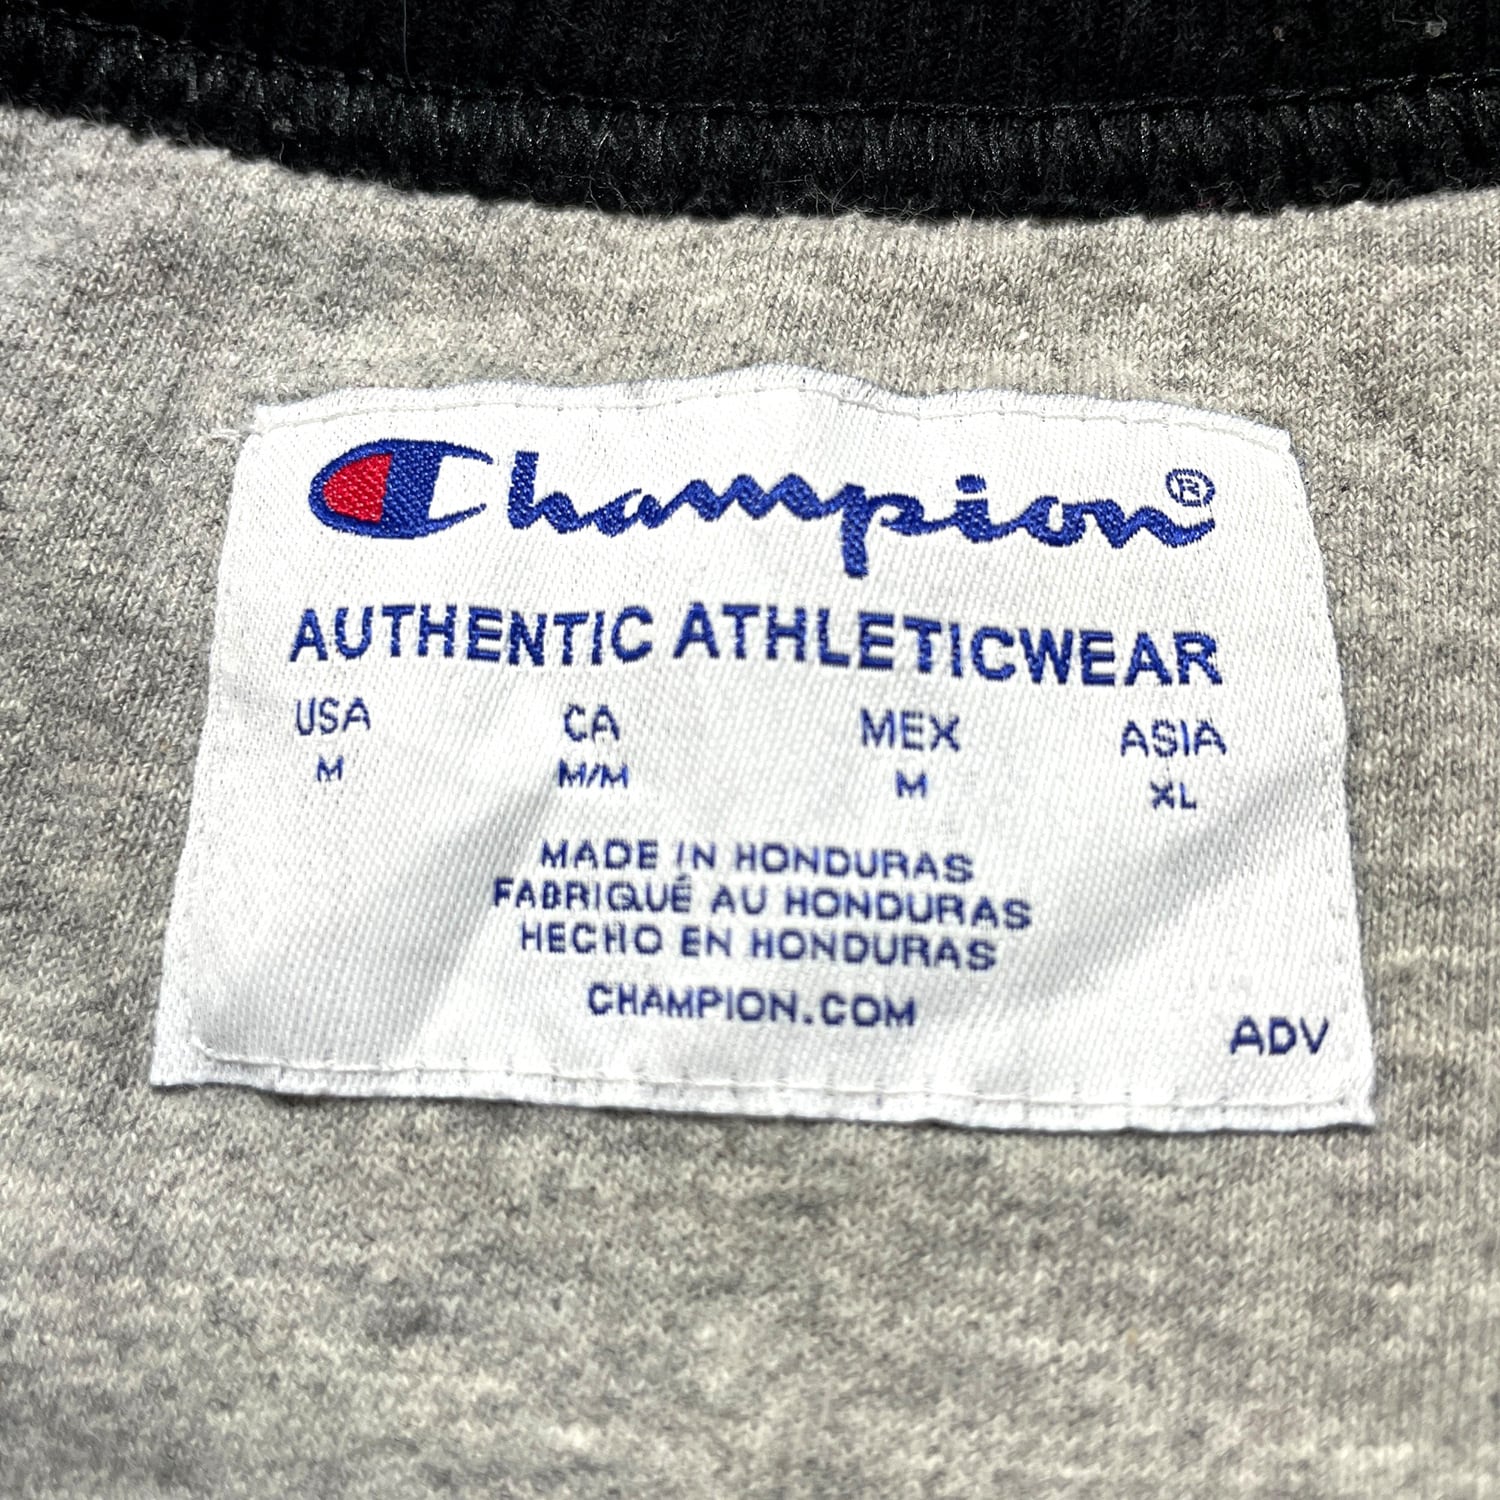 Champion®
AUTHENTIC ATHLETICWEAR
USA CA MEX ASIA
M M/M M XL
MADE IN HONDURAS
FABRIQUÉ AU HONDURAS
HECHO EN HONDURAS
CHAMPION.COM
ADV